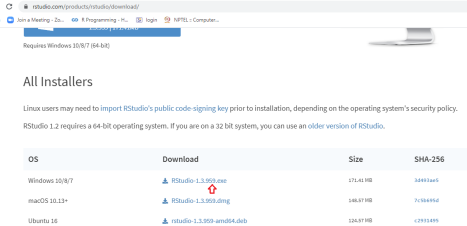 rstudio.com/products/rstudio/download/
Join a Meeting - Zo... R Programming - H... login NPTEL :: Computer...
Requires Windows 10/8/7 (64-bit)
All Installers
Linux users may need to import RStudio's public code-signing key prior to installation, depending on the operating system's security policy.
RStudio 1.2 requires a 64-bit operating system. If you are on a 32 bit system, you can use an older version of RStudio.
OS Download Size SHA-256
Windows 10/8/7 RStudio-1.3.959.exe 171.41 MB
macOS 10.13+ RStudio-1.3.959.dmg 148.57 MB 7c5b695d
Ubuntu 16 rstudio-1.3.959-amd64.deb 124.57 MB c2931495